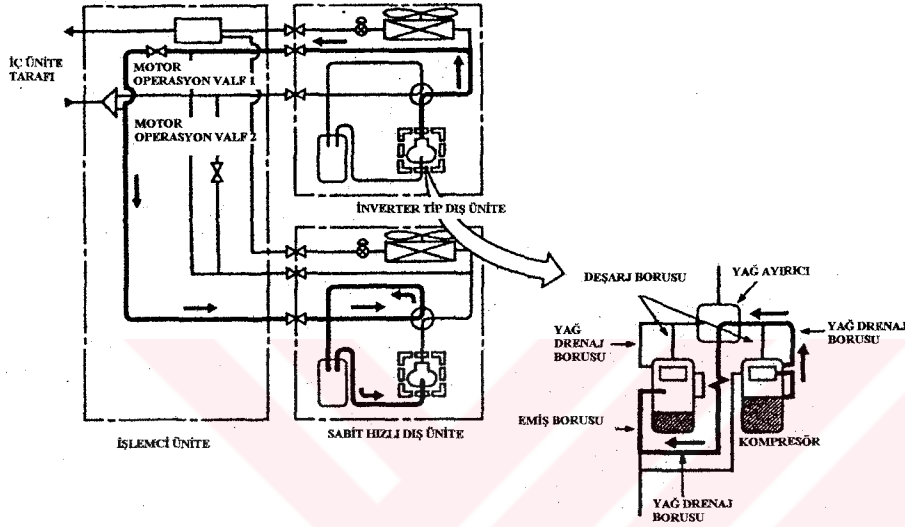 İÇ ÜNİTE
TARAFI
MOTOR
OPERASYON VALF 1
MOTOR
OPERASYON VALF 2
İNVERTER TİP DIŞ ÜNİTE
İŞLEMCİ ÜNİTE
SABİT HIZLI DIŞ ÜNİTE
DEŞARJ BORUSU
YAĞ AYIRICI
YAĞ
DRENAJ
BORUSU
YAĞ DRENAJ
BORUSU
EMİŞ BORUSU
KOMPRESÖR
YAĞ DRENAJ
BORUSU